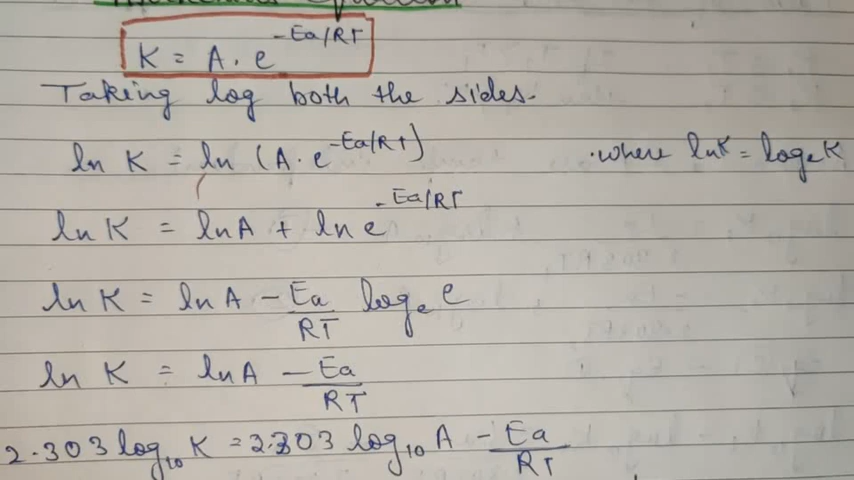 K = A. e^-Ea/RT
Taking log both the sides.
ln K = ln (A. e^-Ea/RT) .where lnK = logeK
ln K = lnA + ln e^-Ea/RT
ln K = ln A - Ea/RT loge e
ln K = lnA - Ea/RT
2.303 log10 K = 2.303 log10 A - Ea/RT